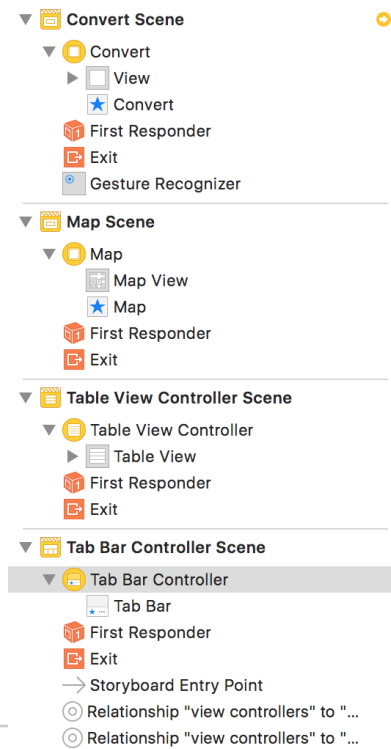 Convert Scene
Convert
View
Convert
First Responder
Exit
Gesture Recognizer
Map Scene
Map
Map View
Map
First Responder
Exit
Table View Controller Scene
Table View Controller
Table View
First Responder
Exit
Tab Bar Controller Scene
Tab Bar Controller
Tab Bar
First Responder
Exit
Storyboard Entry Point
Relationship "view controllers" to "...
Relationship "view controllers" to "...